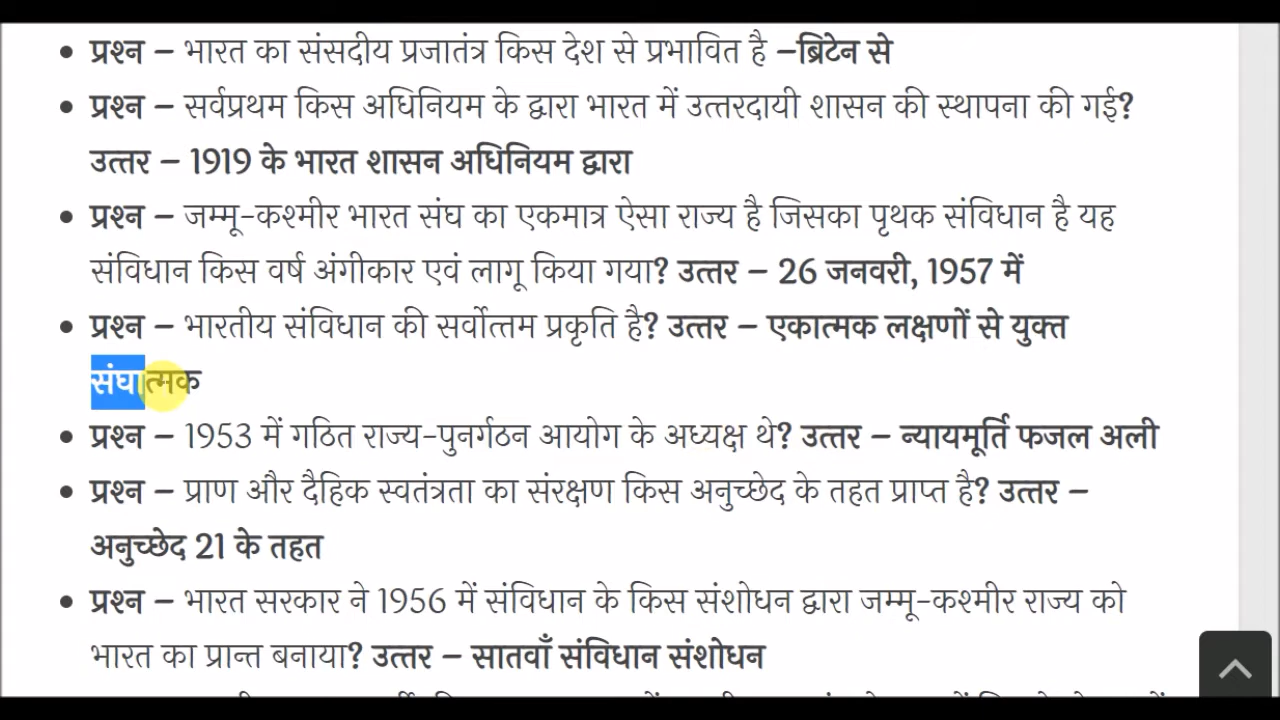 • प्रश्न – भारत का संसदीय प्रजातंत्र किस देश से प्रभावित है –ब्रिटेन से
• प्रश्न – सर्वप्रथम किस अधिनियम के द्वारा भारत में उत्तरदायी शासन की स्थापना की गई?
उत्तर – 1919 के भारत शासन अधिनियम द्वारा
• प्रश्न – जम्मू-कश्मीर भारत संघ का एकमात्र ऐसा राज्य है जिसका पृथक संविधान है यह
संविधान किस वर्ष अंगीकार एवं लागू किया गया? उत्तर – 26 जनवरी, 1957 में
• प्रश्न – भारतीय संविधान की सर्वोत्तम प्रकृति है? उत्तर – एकात्मक लक्षणों से युक्त
संघात्मक
• प्रश्न – 1953 में गठित राज्य-पुनर्गठन आयोग के अध्यक्ष थे? उत्तर – न्यायमूर्ति फजल अली
• प्रश्न – प्राण और दैहिक स्वतंत्रता का संरक्षण किस अनुच्छेद के तहत प्राप्त है? उत्तर –
अनुच्छेद 21 के तहत
• प्रश्न – भारत सरकार ने 1956 में संविधान के किस संशोधन द्वारा जम्मू-कश्मीर राज्य को
भारत का प्रान्त बनाया? उत्तर – सातवाँ संविधान संशोधन